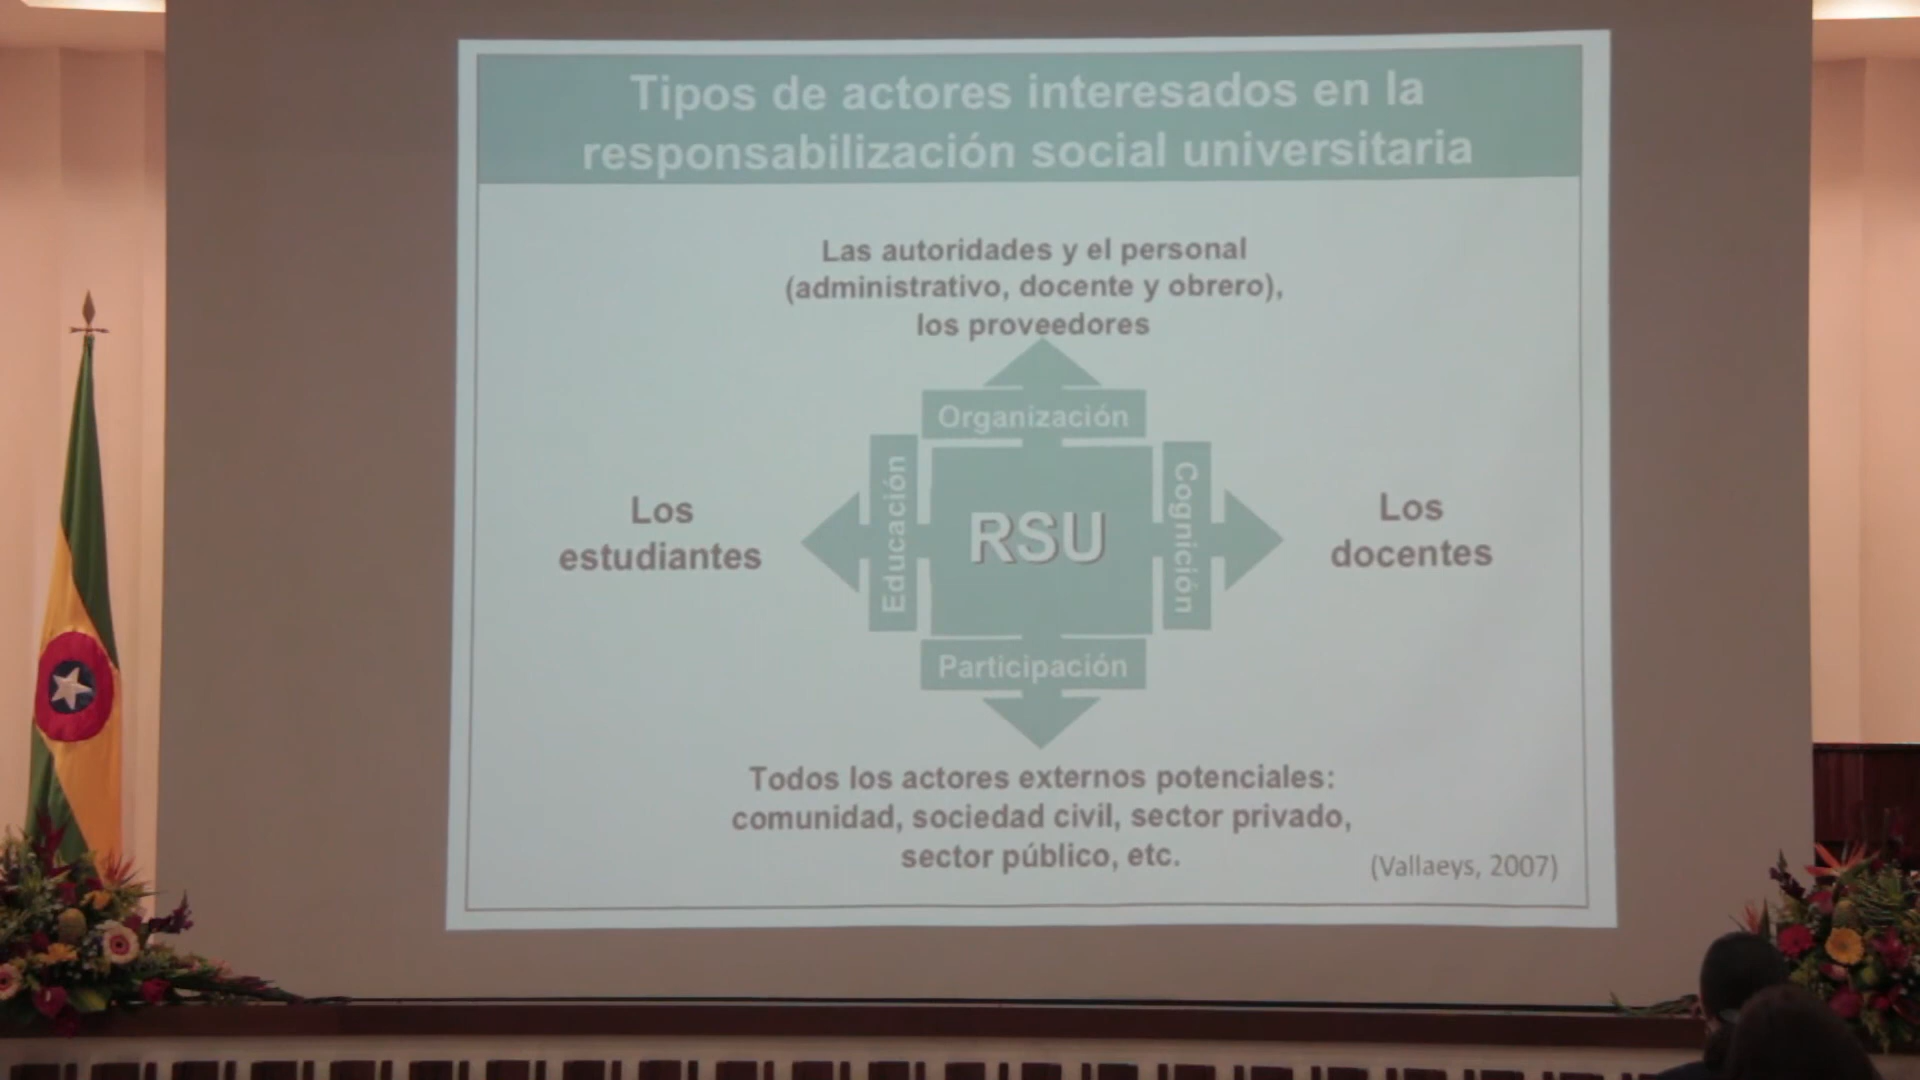 Tipos de actores interesados en la
responsabilización social universitaria
Las autoridades y el personal
(administrativo, docente y obrero),
los proveedores
Organización
Educación
RSU
Cognición
Los
estudiantes
Los
docentes
Participación
Todos los actores externos potenciales:
comunidad, sociedad civil, sector privado,
sector público, etc.
(Vallaeys, 2007)